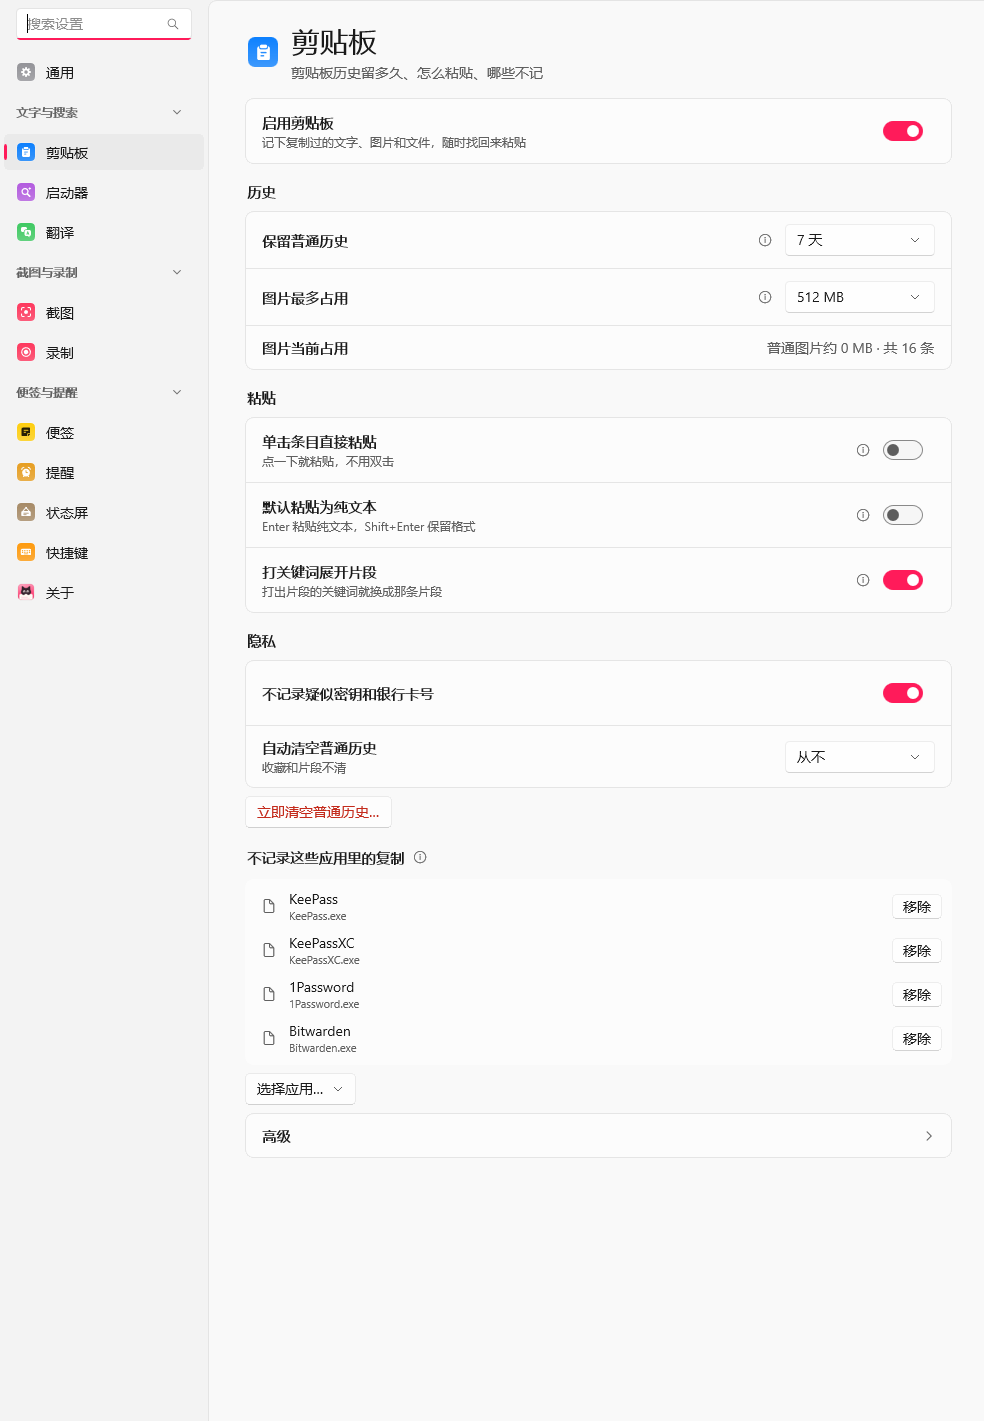 搜索设置
通用
文字与搜索
剪贴板
启动器
翻译
截图与录制
截图
录制
便签与提醒
便签
提醒
状态屏
快捷键
关于
剪贴板
剪贴板历史留多久、怎么粘贴、哪些不记
启用剪贴板
记下复制过的文字、图片和文件，随时找回来粘贴
历史
保留普通历史
7 天
图片最多占用
512 MB
图片当前占用
普通图片约 0 MB · 共 16 条
粘贴
单击条目直接粘贴
点一下就粘贴，不用双击
默认粘贴为纯文本
Enter 粘贴纯文本，Shift+Enter 保留格式
打关键词展开片段
打出片段的关键词就换成那条片段
隐私
不记录疑似密钥和银行卡号
自动清空普通历史
收藏和片段不清
从不
立即清空普通历史...
不记录这些应用里的复制
KeePass
KeePass.exe
移除
KeePassXC
KeePassXC.exe
移除
1Password
1Password.exe
移除
Bitwarden
Bitwarden.exe
移除
选择应用...
高级